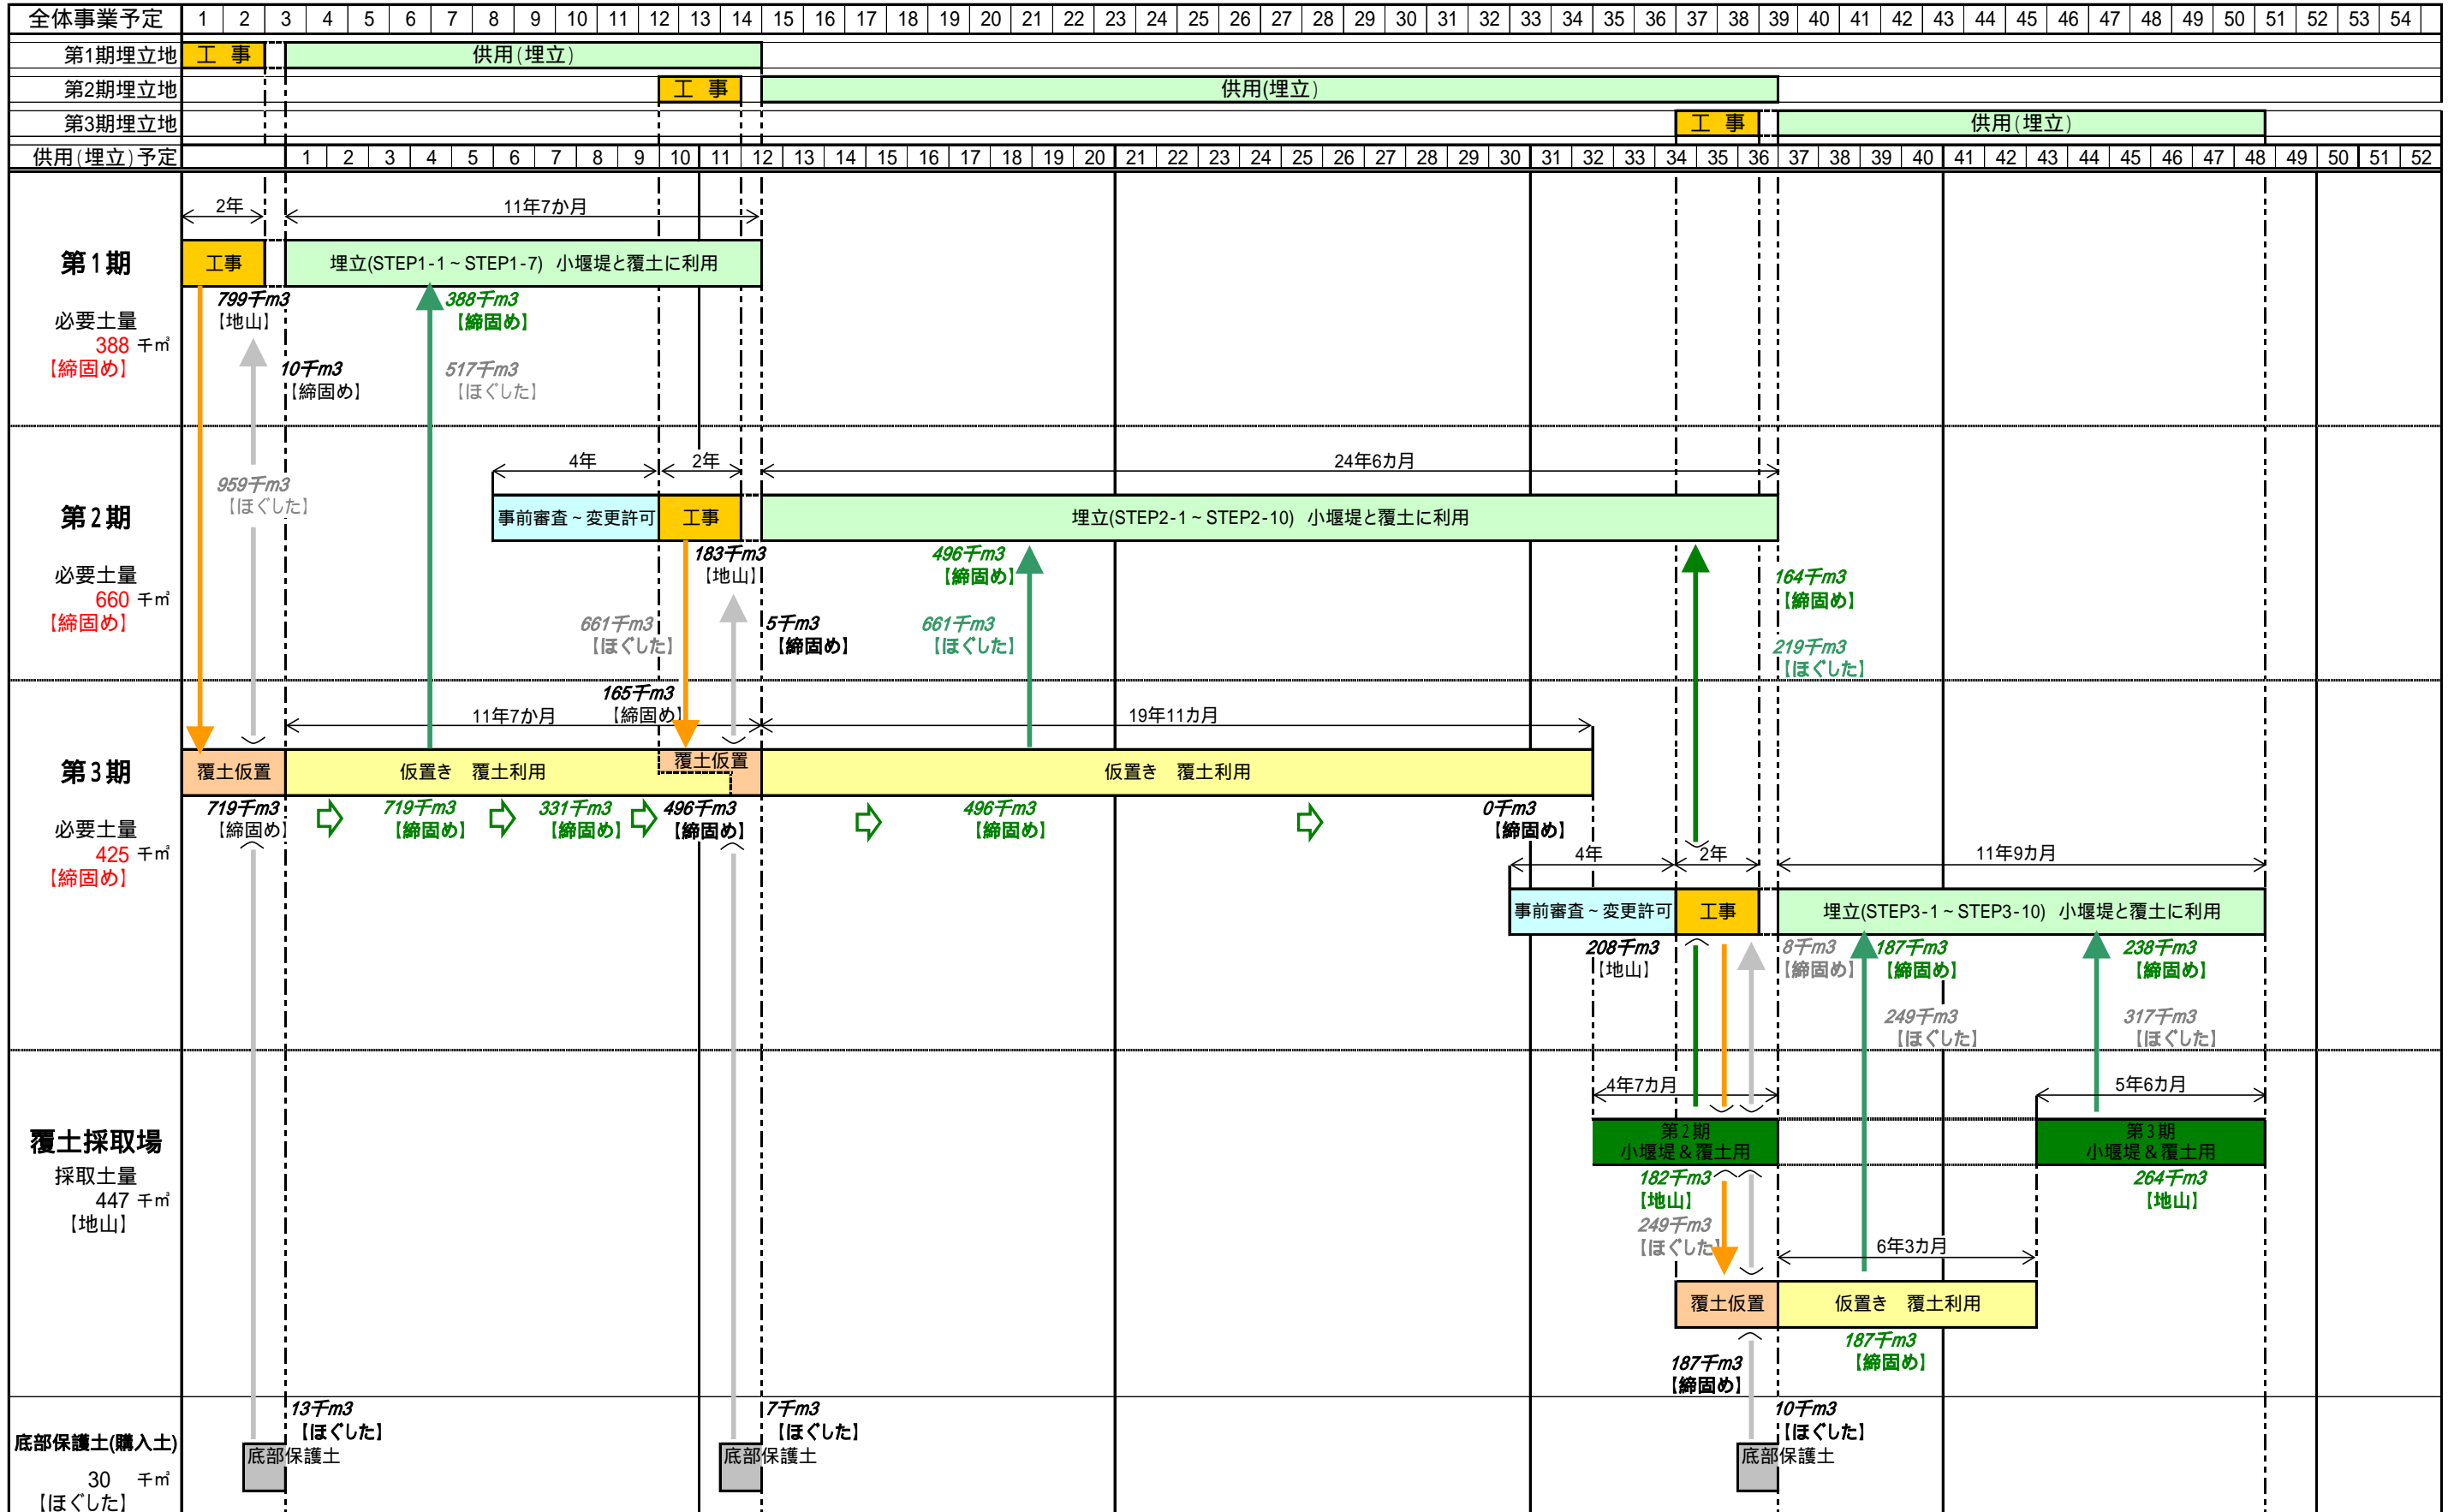 全体事業予定 1 2 3 4 5 6 7 8 9 10 11 12 13 14 15 16 17 18 19 20 21 22 23 24 25 26 27 28 29 30 31 32 33 34 35 36 37 38 39 40 41 42 43 44 45 46 47 48 49 50 51 52 53 54
第1期埋立地 工 事 供用(埋立)
第2期埋立地 工 事 供用(埋立)
第3期埋立地 工 事 供用(埋立)
供用(埋立)予定 1 2 3 4 5 6 7 8 9 10 11 12 13 14 15 16 17 18 19 20 21 22 23 24 25 26 27 28 29 30 31 32 33 34 35 36 37 38 39 40 41 42 43 44 45 46 47 48 49 50 51 52
2年 11年7か月
第1期 工事 埋立(STEP1-1~STEP1-7) 小堰堤と覆土に利用
799千m3 388千m3
必要土量 【地山】 【締固め】
388 千㎥
10千m3 517千m3
【締固め】 【締固め】 【ほぐした】
4年 2年 24年6カ月
959千m3
【ほぐした】
第2期 事前審査~変更許可 工事 埋立(STEP2-1~STEP2-10) 小堰堤と覆土に利用
183千m3 496千m3
必要土量 【地山】 【締固め】 164千m3
660 千㎥ 【締固め】
【締固め】 661千m3 5千m3 661千m3
【ほぐした】 【締固め】 【ほぐした】 219千m3
【ほぐした】
165千m3
11年7か月 【締固め】 19年11カ月
第3期 覆土仮置 仮置き 覆土利用 覆土仮置 仮置き 覆土利用
719千m3 719千m3 331千m3 496千m3 496千m3 0千m3
必要土量 【締固め】 【締固め】 【締固め】 【締固め】 【締固め】 【締固め】
425 千㎥ 4年 2年 11年9カ月
【締固め】
事前審査~変更許可 工事 埋立(STEP3-1~STEP3-10) 小堰堤と覆土に利用
208千m3 8千m3 187千m3 238千m3
【地山】 【締固め】 【締固め】 【締固め】
249千m3 317千m3
【ほぐした】 【ほぐした】
4年7カ月 5年6カ月
覆土採取場 第2期 第3期
小堰堤&覆土用 小堰堤&覆土用
採取土量 182千m3 264千m3
447 千㎥ 【地山】 【地山】
【地山】 249千m3
【ほぐした】 6年3カ月
覆土仮置 仮置き 覆土利用
187千m3
187千m3 【締固め】
【締固め】
13千m3 7千m3 10千m3
【ほぐした】 【ほぐした】 【ほぐした】
底部保護土(購入土) 底部保護土 底部保護土 底部保護土
30 千㎥
【ほぐした】